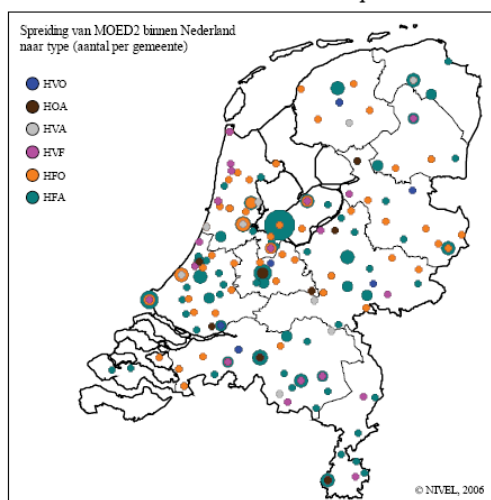 Spreiding van MOED2 binnen Nederland
naar type (aantal per gemeente)
HVO
HOA
HVA
HVF
HFO
HFA
© NIVEL, 2006